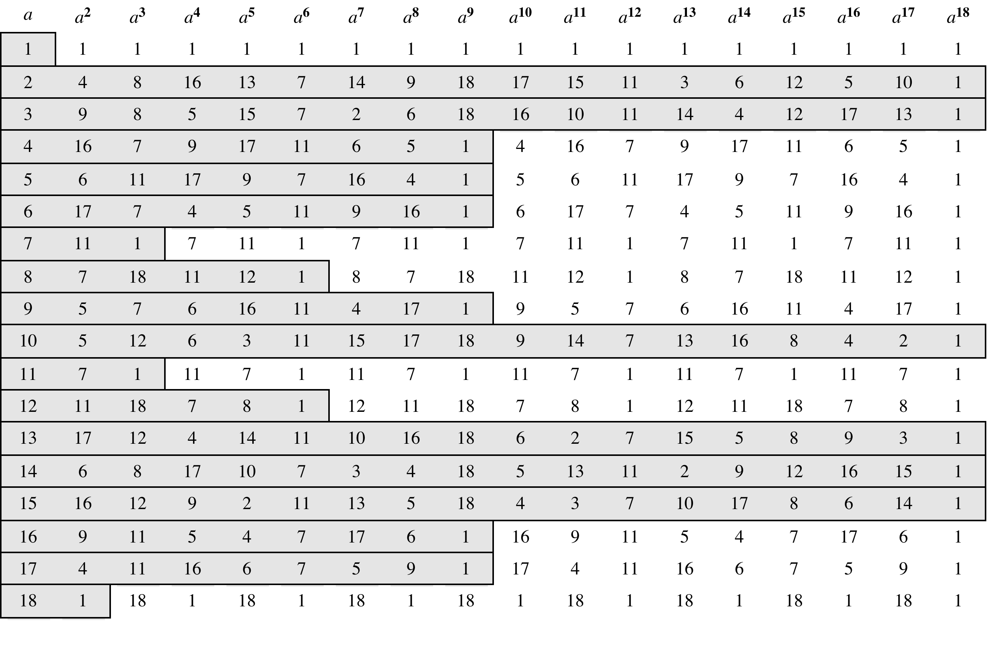 a a² a³ a⁴ a⁵ a⁶ a⁷ a⁸ a⁹ a¹⁰ a¹¹ a¹² a¹³ a¹⁴ a¹⁵ a¹⁶ a¹⁷ a¹⁸
1 1 1 1 1 1 1 1 1 1 1 1 1 1 1 1 1 1
2 4 8 16 13 7 14 9 18 17 15 11 3 6 12 5 10 1
3 9 8 5 15 7 2 6 18 16 10 11 14 4 12 17 13 1
4 16 7 9 17 11 6 5 1 4 16 7 9 17 11 6 5 1
5 6 11 17 9 7 16 4 1 5 6 11 17 9 7 16 4 1
6 17 7 4 5 11 9 16 1 6 17 7 4 5 11 9 16 1
7 11 1 7 11 1 7 11 1 7 11 1 7 11 1 7 11 1
8 7 18 11 12 1 8 7 18 11 12 1 8 7 18 11 12 1
9 5 7 6 16 11 4 17 1 9 5 7 6 16 11 4 17 1
10 5 12 6 3 11 15 17 18 9 14 7 13 16 8 4 2 1
11 7 1 11 7 1 11 7 1 11 7 1 11 7 1 11 7 1
12 11 18 7 8 1 12 11 18 7 8 1 12 11 18 7 8 1
13 17 12 4 14 11 10 16 18 6 2 7 15 5 8 9 3 1
14 6 8 17 10 7 3 4 18 5 13 11 2 9 12 16 15 1
15 16 12 9 2 11 13 5 18 4 3 7 10 17 8 6 14 1
16 9 11 5 4 7 17 6 1 16 9 11 5 4 7 17 6 1
17 4 11 16 6 7 5 9 1 17 4 11 16 6 7 5 9 1
18 1 18 1 18 1 18 1 18 1 18 1 18 1 18 1 18 1